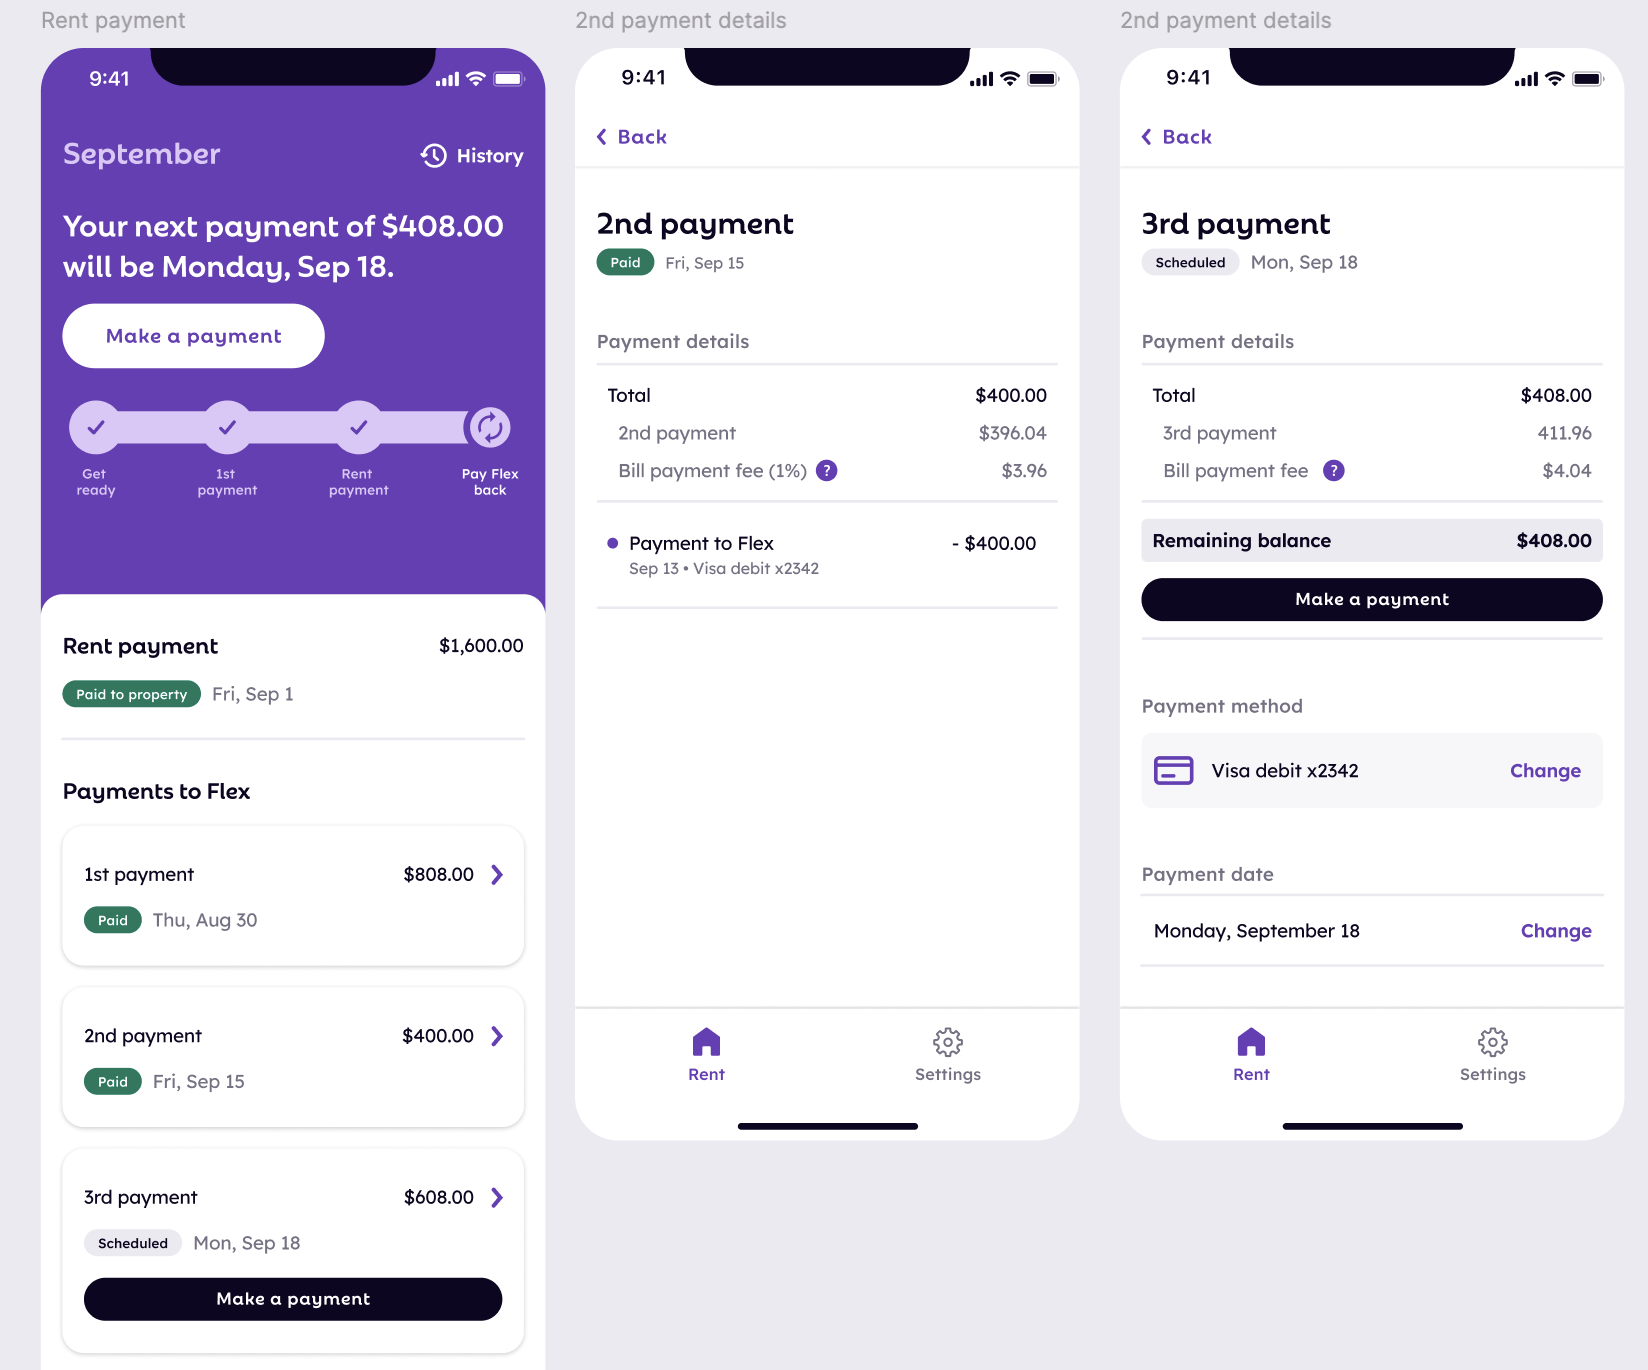 Rent payment
9:41
September
History
Your next payment of $408.00
will be Monday, Sep 18.
Make a payment
Get
ready
1st
payment
Rent
payment
Pay Flex
back
Rent payment $1,600.00
Paid to property Fri, Sep 1
Payments to Flex
1st payment $808.00
Paid Thu, Aug 30
2nd payment $400.00
Paid Fri, Sep 15
3rd payment $608.00
Scheduled Mon, Sep 18
Make a payment
2nd payment details
9:41
Back
2nd payment
Paid Fri, Sep 15
Payment details
Total $400.00
2nd payment $396.04
Bill payment fee (1%) ? $3.96
Payment to Flex - $400.00
Sep 13 • Visa debit x2342
Rent
Settings
2nd payment details
9:41
Back
3rd payment
Scheduled Mon, Sep 18
Payment details
Total $408.00
3rd payment 411.96
Bill payment fee ? $4.04
Remaining balance $408.00
Make a payment
Payment method
Visa debit x2342 Change
Payment date
Monday, September 18 Change
Rent
Settings